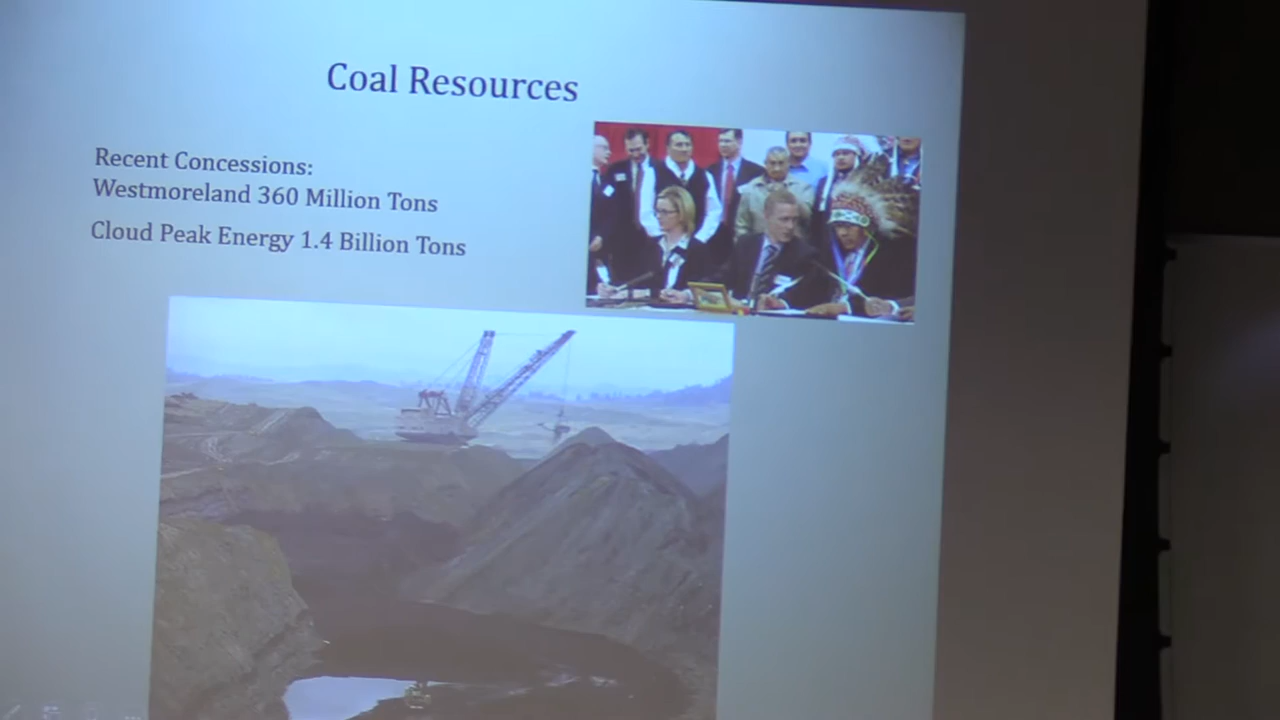 Coal Resources
Recent Concessions:
Westmoreland 360 Million Tons
Cloud Peak Energy 1.4 Billion Tons